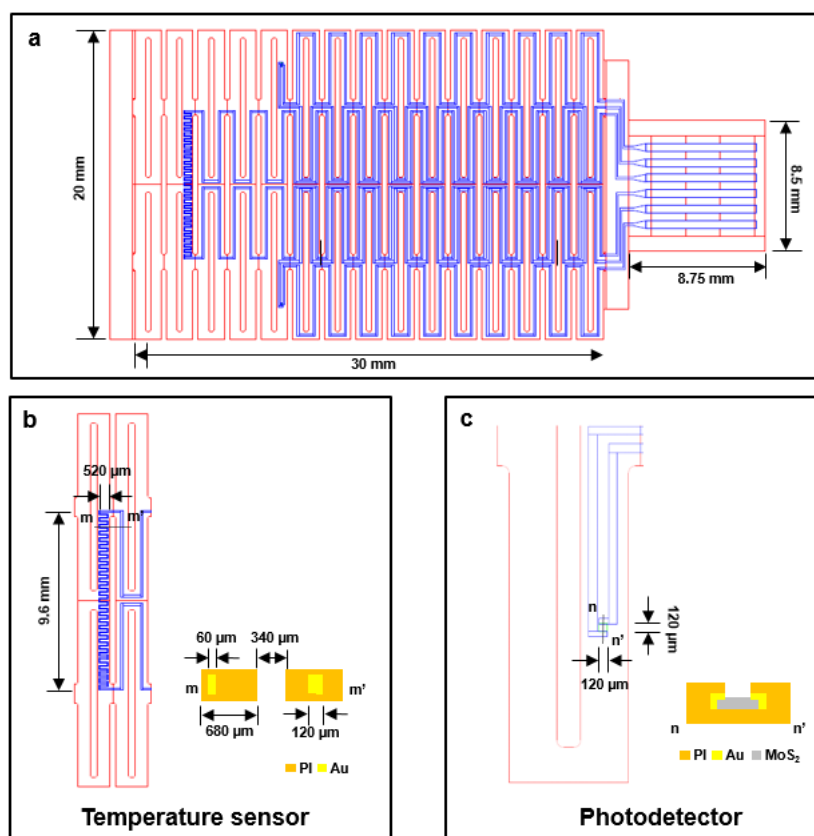 a
20 mm
8.5 mm
8.75 mm
30 mm
b
520 µm
m m'
9.6 mm
60 µm 340 µm
m m'
680 µm 120 µm
PI Au
Temperature sensor
c
n
n'
120 µm
120 µm
n n'
PI Au MoS₂
Photodetector